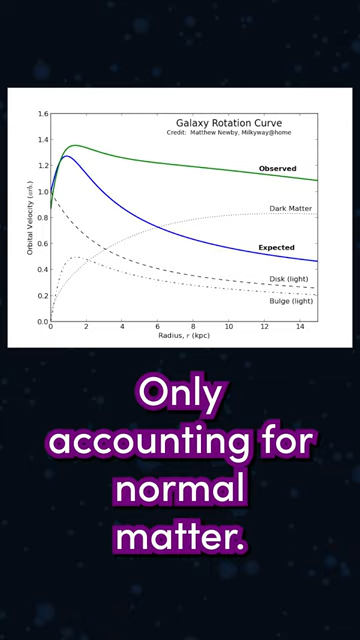 Galaxy Rotation Curve
Credit: Matthew Newby, Milkyway@home
1.6
1.4
1.2
1.0
0.8
0.6
0.4
0.2
0.0
Observed
Dark Matter
Expected
Disk (light)
Bulge (light)
0
2
4
6
8
10
12
14
Orbital Velocity
Radius, r (kpc)
Only
accounting for
normal
matter.